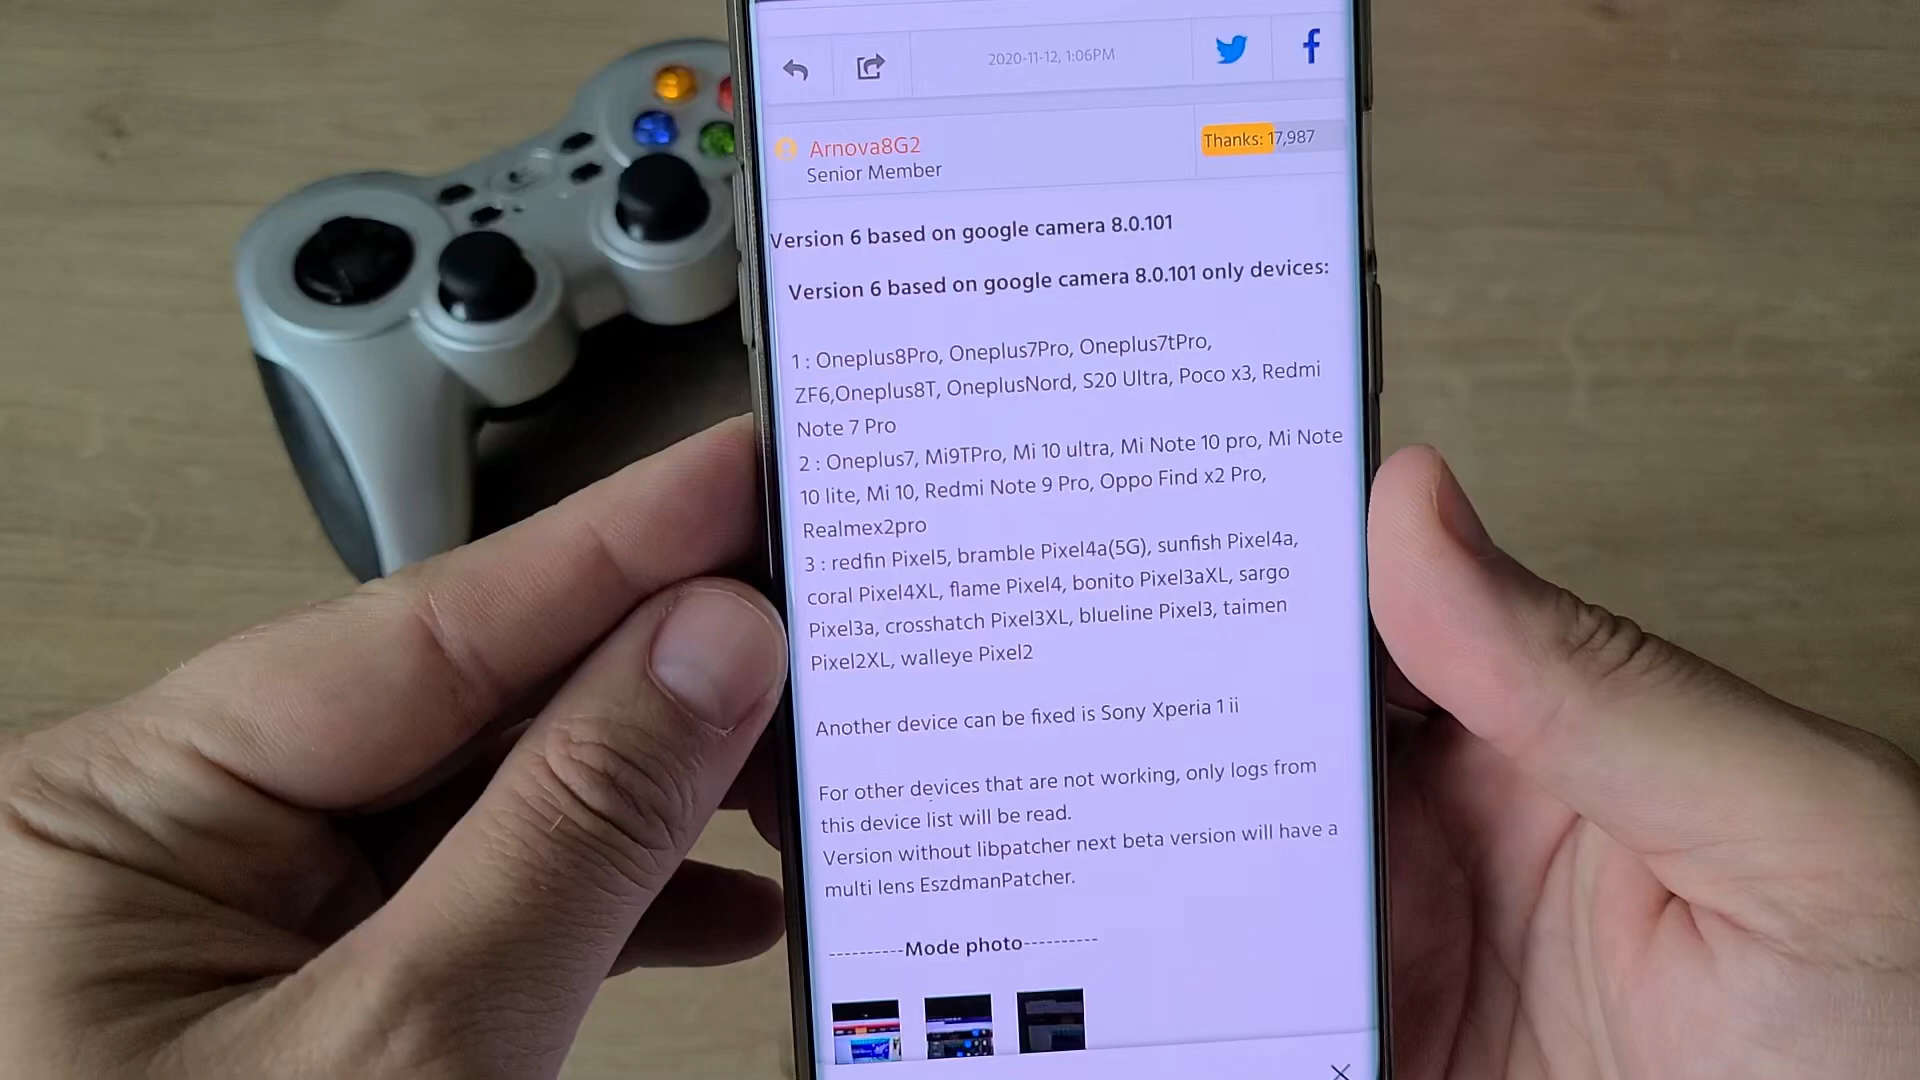 2020-11-12, 1:06PM
Arnova8G2
Thanks: 17,987
Senior Member
Version 6 based on google camera 8.0.101
Version 6 based on google camera 8.0.101 only devices:
1 : Oneplus8Pro, Oneplus7Pro, Oneplus7tPro,
ZF6,Oneplus8T, OneplusNord, S20 Ultra, Poco x3, Redmi
Note 7 Pro
2 : Oneplus7, Mi9TPro, Mi 10 ultra, Mi Note 10 pro, Mi Note
10 lite, Mi 10, Redmi Note 9 Pro, Oppo Find x2 Pro,
Realmex2pro
3 : redfin Pixel5, bramble Pixel4a(5G), sunfish Pixel4a,
coral Pixel4XL, flame Pixel4, bonito Pixel3aXL, sargo
Pixel3a, crosshatch Pixel3XL, blueline Pixel3, taimen
Pixel2XL, walleye Pixel2
Another device can be fixed is Sony Xperia 1 ii
For other devices that are not working, only logs from
this device list will be read.
Version without libpatcher next beta version will have a
multi lens EszdmanPatcher.
----------Mode photo----------